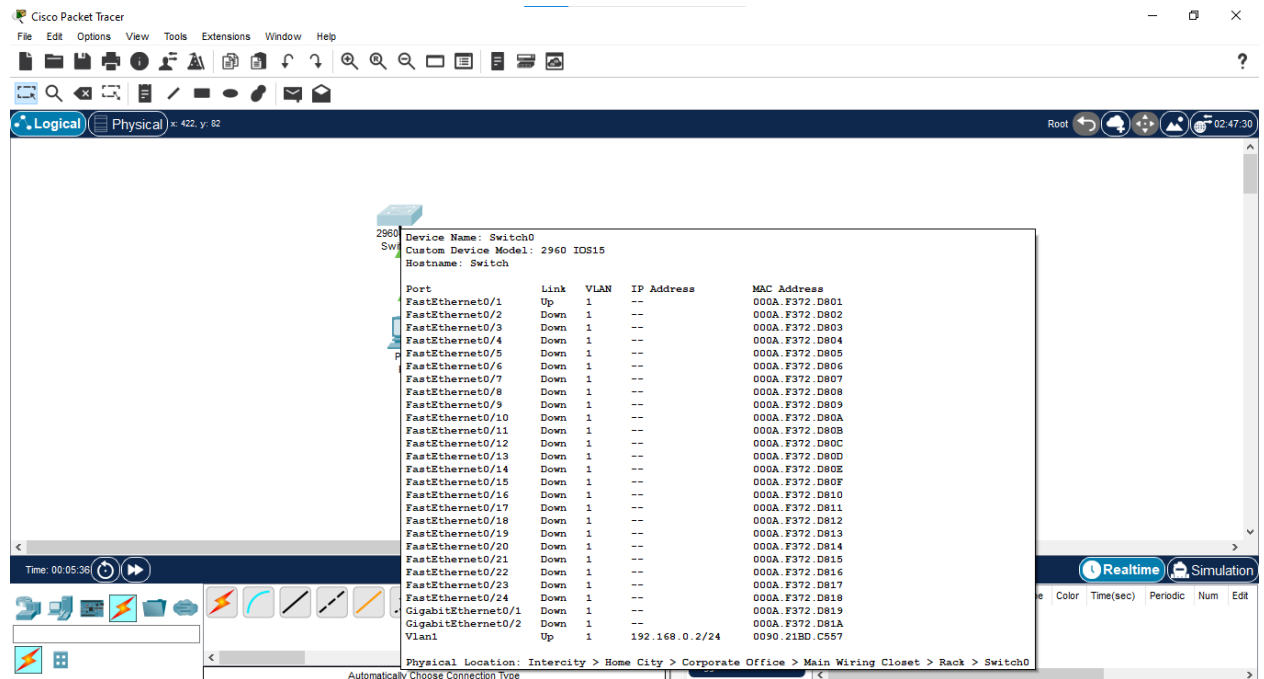 Cisco Packet Tracer
File Edit Options View Tools Extensions Window Help
?
Logical Physical x: 422, y: 82 Root 02:47:30
2960
Device Name: Switch0
Custom Device Model: 2960 IOS15
Hostname: Switch
Port Link VLAN IP Address MAC Address
FastEthernet0/1 Up 1 -- 000A.F372.D801
FastEthernet0/2 Down 1 -- 000A.F372.D802
FastEthernet0/3 Down 1 -- 000A.F372.D803
FastEthernet0/4 Down 1 -- 000A.F372.D804
FastEthernet0/5 Down 1 -- 000A.F372.D805
FastEthernet0/6 Down 1 -- 000A.F372.D806
FastEthernet0/7 Down 1 -- 000A.F372.D807
FastEthernet0/8 Down 1 -- 000A.F372.D808
FastEthernet0/9 Down 1 -- 000A.F372.D809
FastEthernet0/10 Down 1 -- 000A.F372.D80A
FastEthernet0/11 Down 1 -- 000A.F372.D80B
FastEthernet0/12 Down 1 -- 000A.F372.D80C
FastEthernet0/13 Down 1 -- 000A.F372.D80D
FastEthernet0/14 Down 1 -- 000A.F372.D80E
FastEthernet0/15 Down 1 -- 000A.F372.D80F
FastEthernet0/16 Down 1 -- 000A.F372.D810
FastEthernet0/17 Down 1 -- 000A.F372.D811
FastEthernet0/18 Down 1 -- 000A.F372.D812
FastEthernet0/19 Down 1 -- 000A.F372.D813
FastEthernet0/20 Down 1 -- 000A.F372.D814
FastEthernet0/21 Down 1 -- 000A.F372.D815
FastEthernet0/22 Down 1 -- 000A.F372.D816
FastEthernet0/23 Down 1 -- 000A.F372.D817
FastEthernet0/24 Down 1 -- 000A.F372.D818
GigabitEthernet0/1 Down 1 -- 000A.F372.D819
GigabitEthernet0/2 Down 1 -- 000A.F372.D81A
Vlan1 Up 1 192.168.0.2/24 0090.21BD.C557
Physical Location: Intercity > Home City > Corporate Office > Main Wiring Closet > Rack > Switch0
Time: 00:05:36 Realtime Simulation
Color Time(sec) Periodic Num Edit
Automatically Choose Connection Type